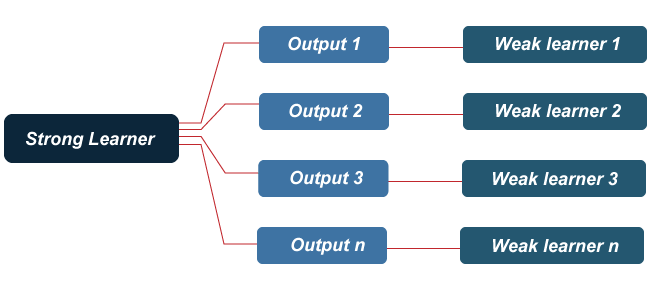 Output 1
Weak learner 1
Output 2
Weak learner 2
Strong Learner
Output 3
Weak learner 3
Output n
Weak learner n